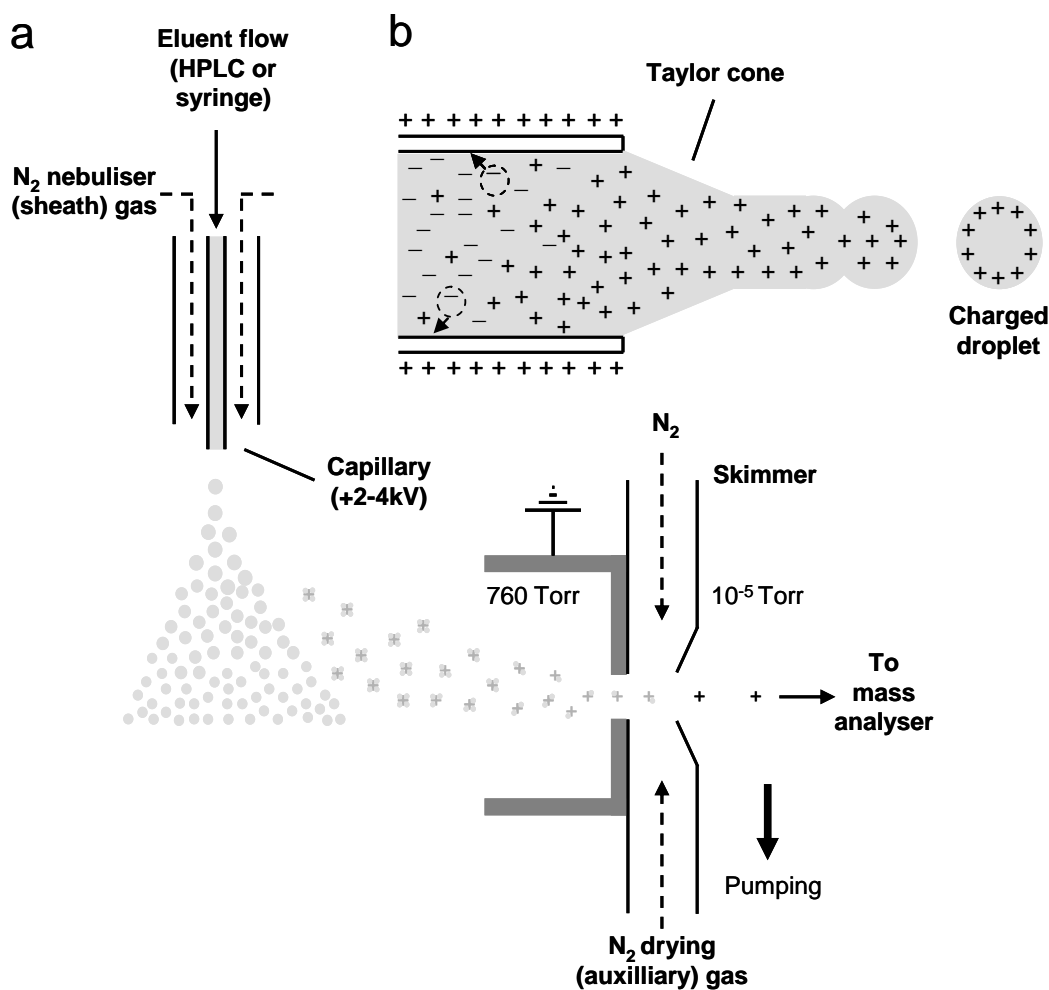 a
Eluent flow
(HPLC or
syringe)
N2 nebuliser
(sheath) gas
Capillary
(+2-4kV)
b
Taylor cone
Charged
droplet
N2
Skimmer
760 Torr
10-5 Torr
To
mass
analyser
Pumping
N2 drying
(auxilliary) gas